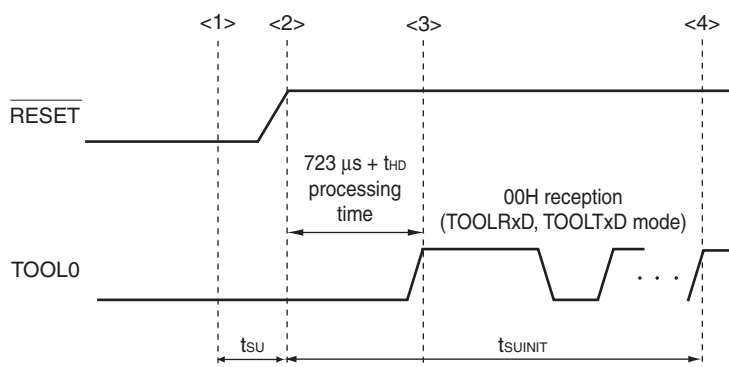 <1> <2> <3> <4>
RESET
723 μs + tHD
processing
time
00H reception
(TOOLRxD, TOOLTxD mode)
TOOL0
. . .
tSU
tSUINIT